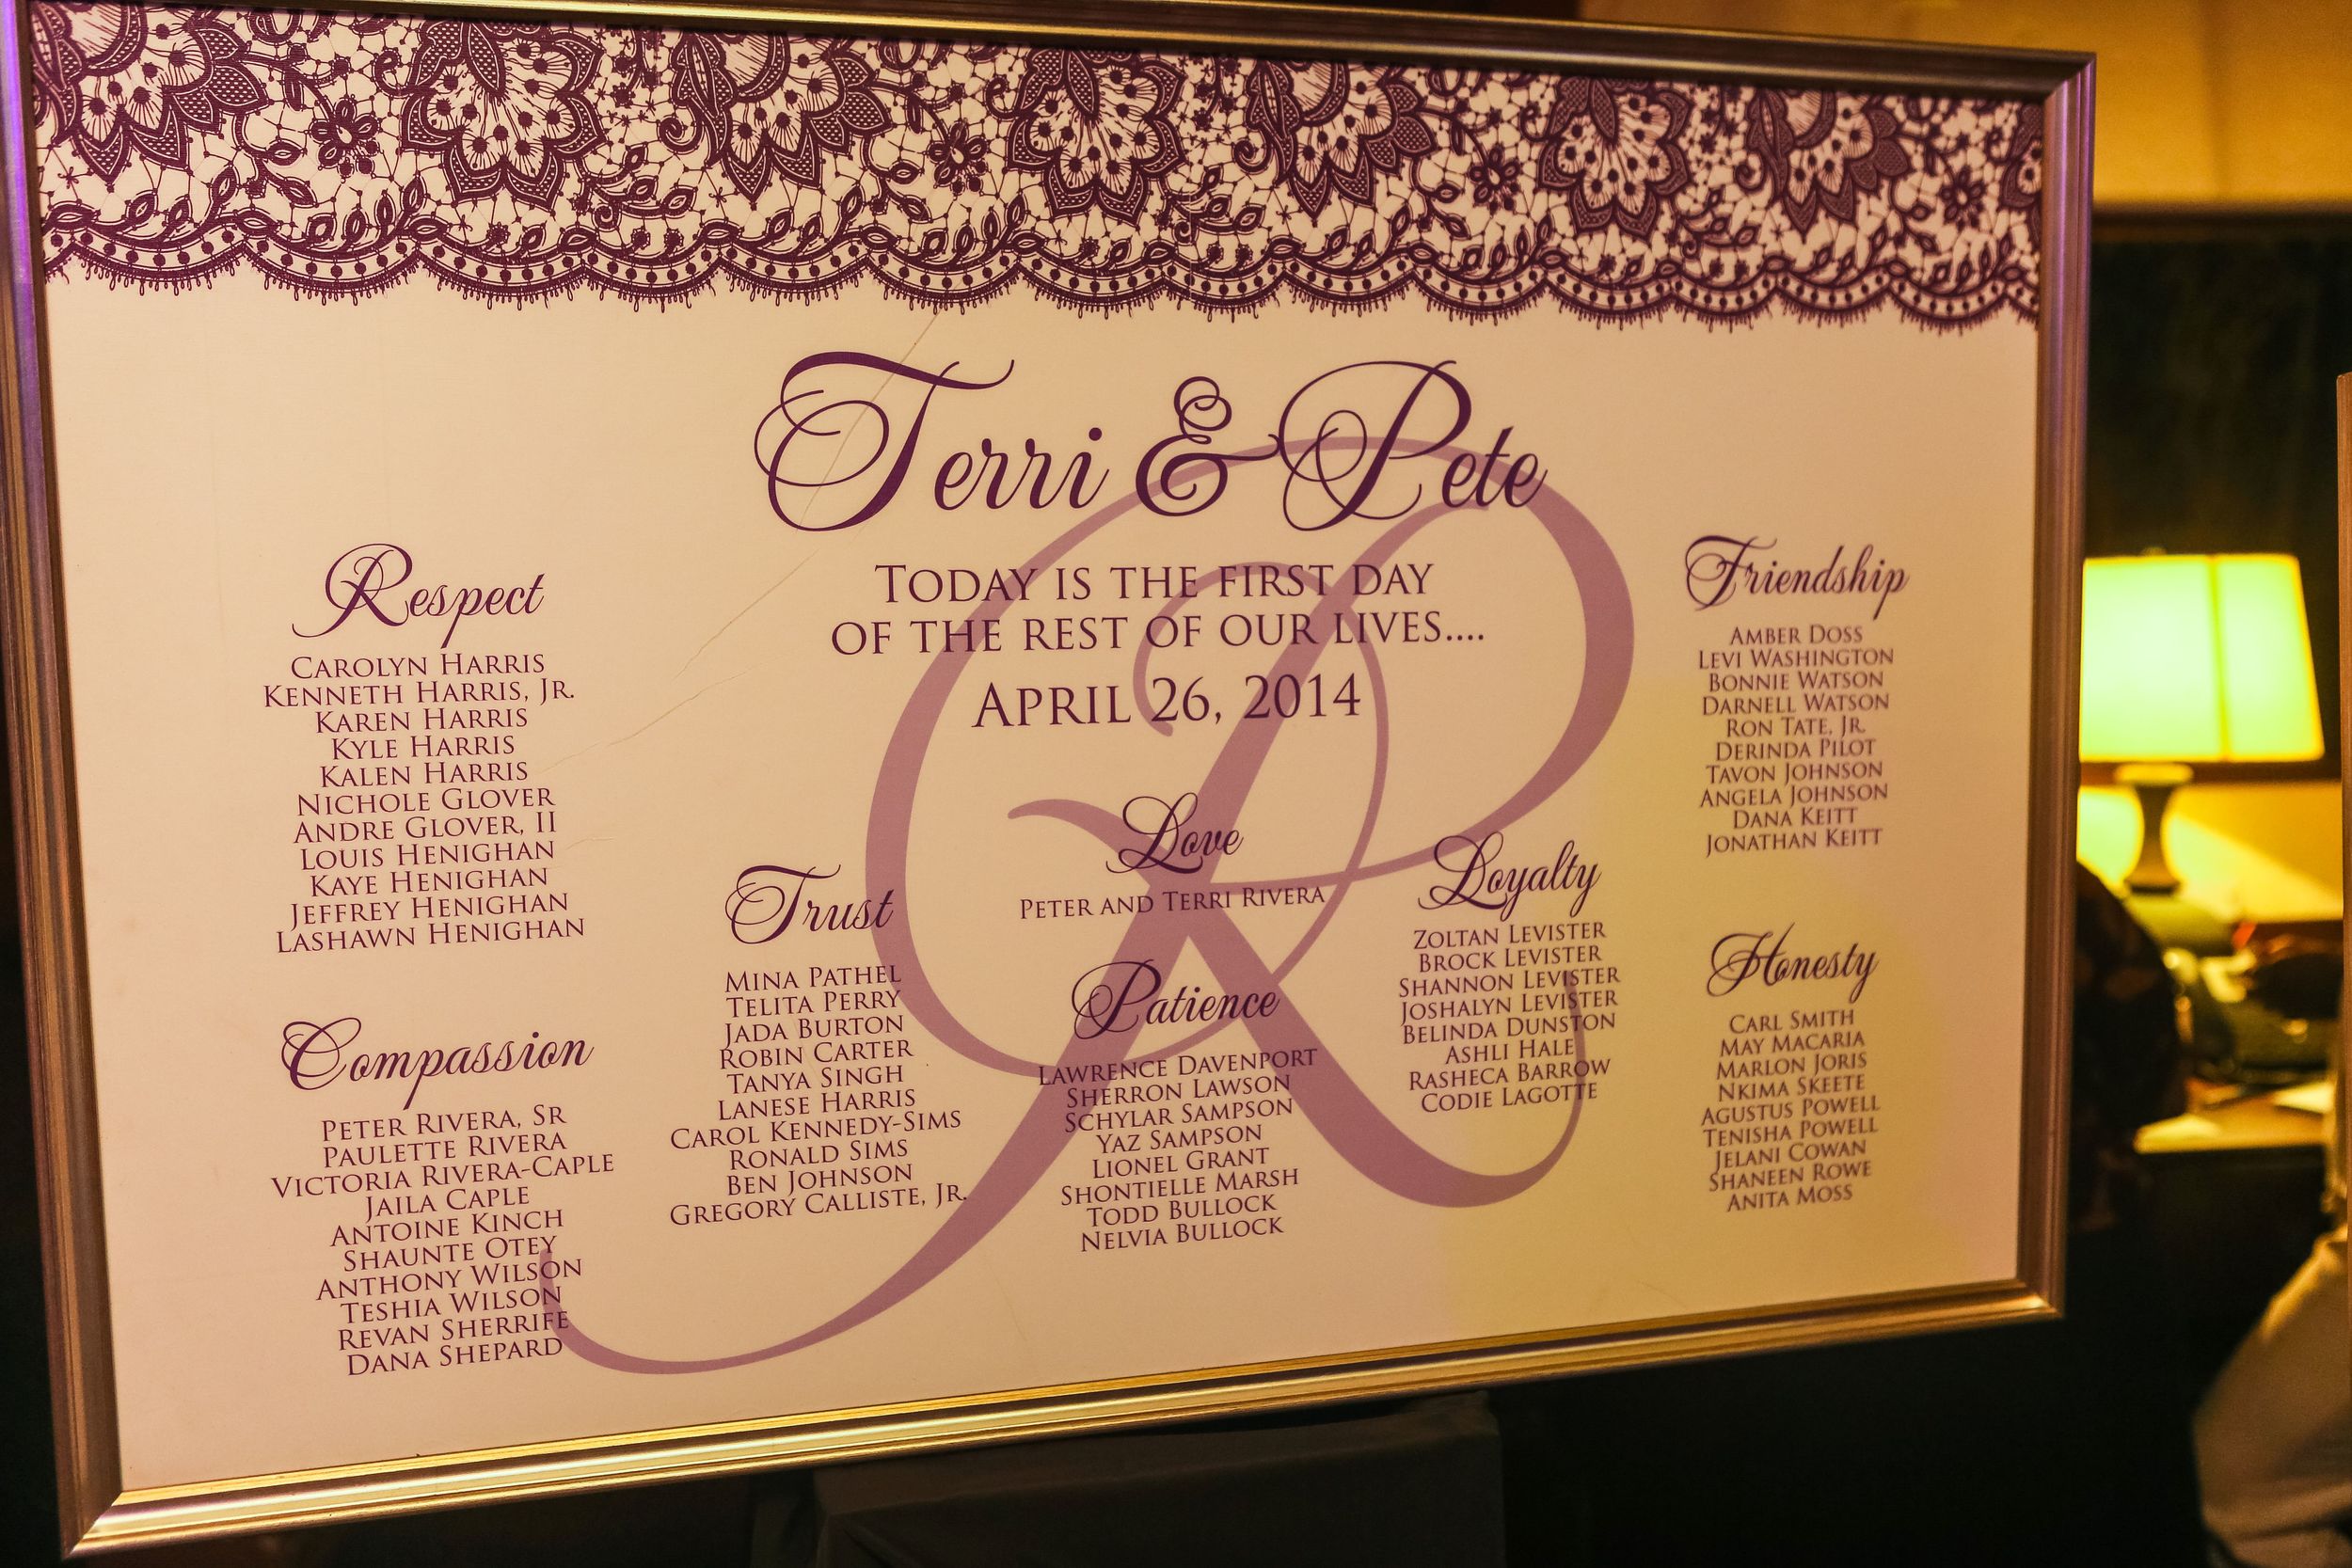 Terri & Pete
TODAY IS THE FIRST DAY
OF THE REST OF OUR LIVES....
APRIL 26, 2014
Respect
CAROLYN HARRIS
KENNETH HARRIS, JR.
KAREN HARRIS
KYLE HARRIS
KALEN HARRIS
NICHOLE GLOVER
ANDRE GLOVER, II
LOUIS HENIGHAN
KAYE HENIGHAN
JEFFREY HENIGHAN
LASHAWN HENIGHAN
Compassion
PETER RIVERA, SR
PAULETTE RIVERA
VICTORIA RIVERA-CAPLE
JAILA CAPLE
ANTOINE KINCH
SHAUNTE OTEY
ANTHONY WILSON
TESHIA WILSON
REVAN SHERRIFE
DANA SHEPARD
Trust
MINA PATHEL
TELITA PERRY
JADA BURTON
ROBIN CARTER
TANYA SINGH
LANESE HARRIS
CAROL KENNEDY-SIMS
RONALD SIMS
BEN JOHNSON
GREGORY CALLISTE, JR.
Love
PETER AND TERRI RIVERA
Patience
LAWRENCE DAVENPORT
SHERRON LAWSON
SCHYLAR SAMPSON
YAZ SAMPSON
LIONEL GRANT
SHONTIELLE MARSH
TODD BULLOCK
NELVIA BULLOCK
Loyalty
ZOLTAN LEVISTER
BROCK LEVISTER
SHANNON LEVISTER
JOSHALYN LEVISTER
BELINDA DUNSTON
ASHLI HALE
RASHECA BARROW
CODIE LAGOTTE
Friendship
AMBER DOSS
LEVI WASHINGTON
BONNIE WATSON
DARNELL WATSON
RON TATE, JR.
DERINDA PILOT
TAVON JOHNSON
ANGELA JOHNSON
DANA KEITT
JONATHAN KEITT
Honesty
CARL SMITH
MAY MACARIA
MARLON JORIS
NKIMA SKEETE
AGUSTUS POWELL
TENISHA POWELL
JELANI COWAN
SHANEEN ROWE
ANITA MOSS
R